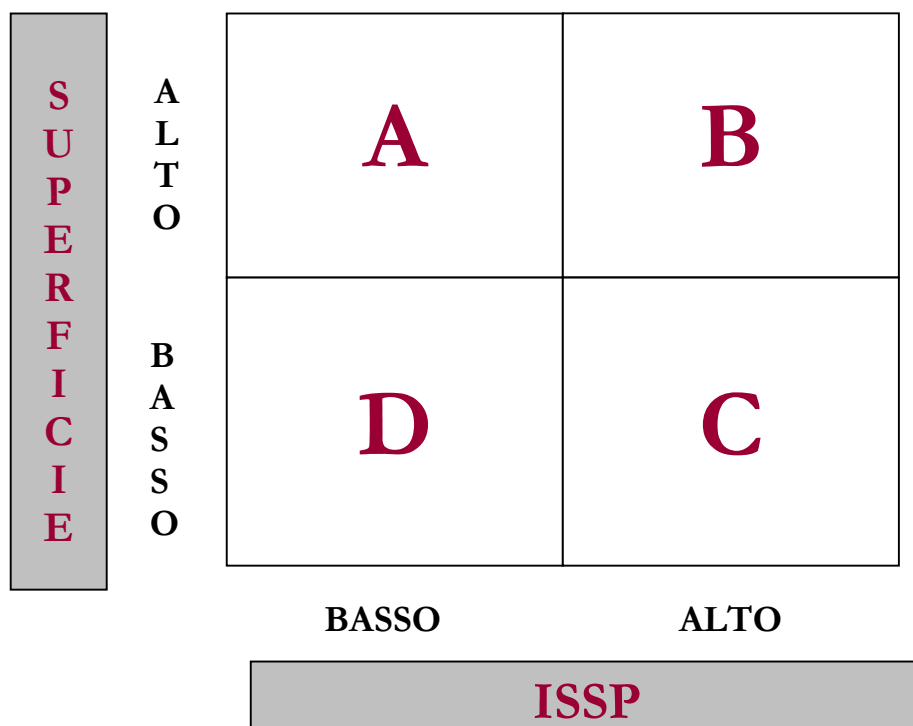 SUPERFICIE
ALTO
A
B
BASSO
D
C
BASSO
ALTO
ISSP